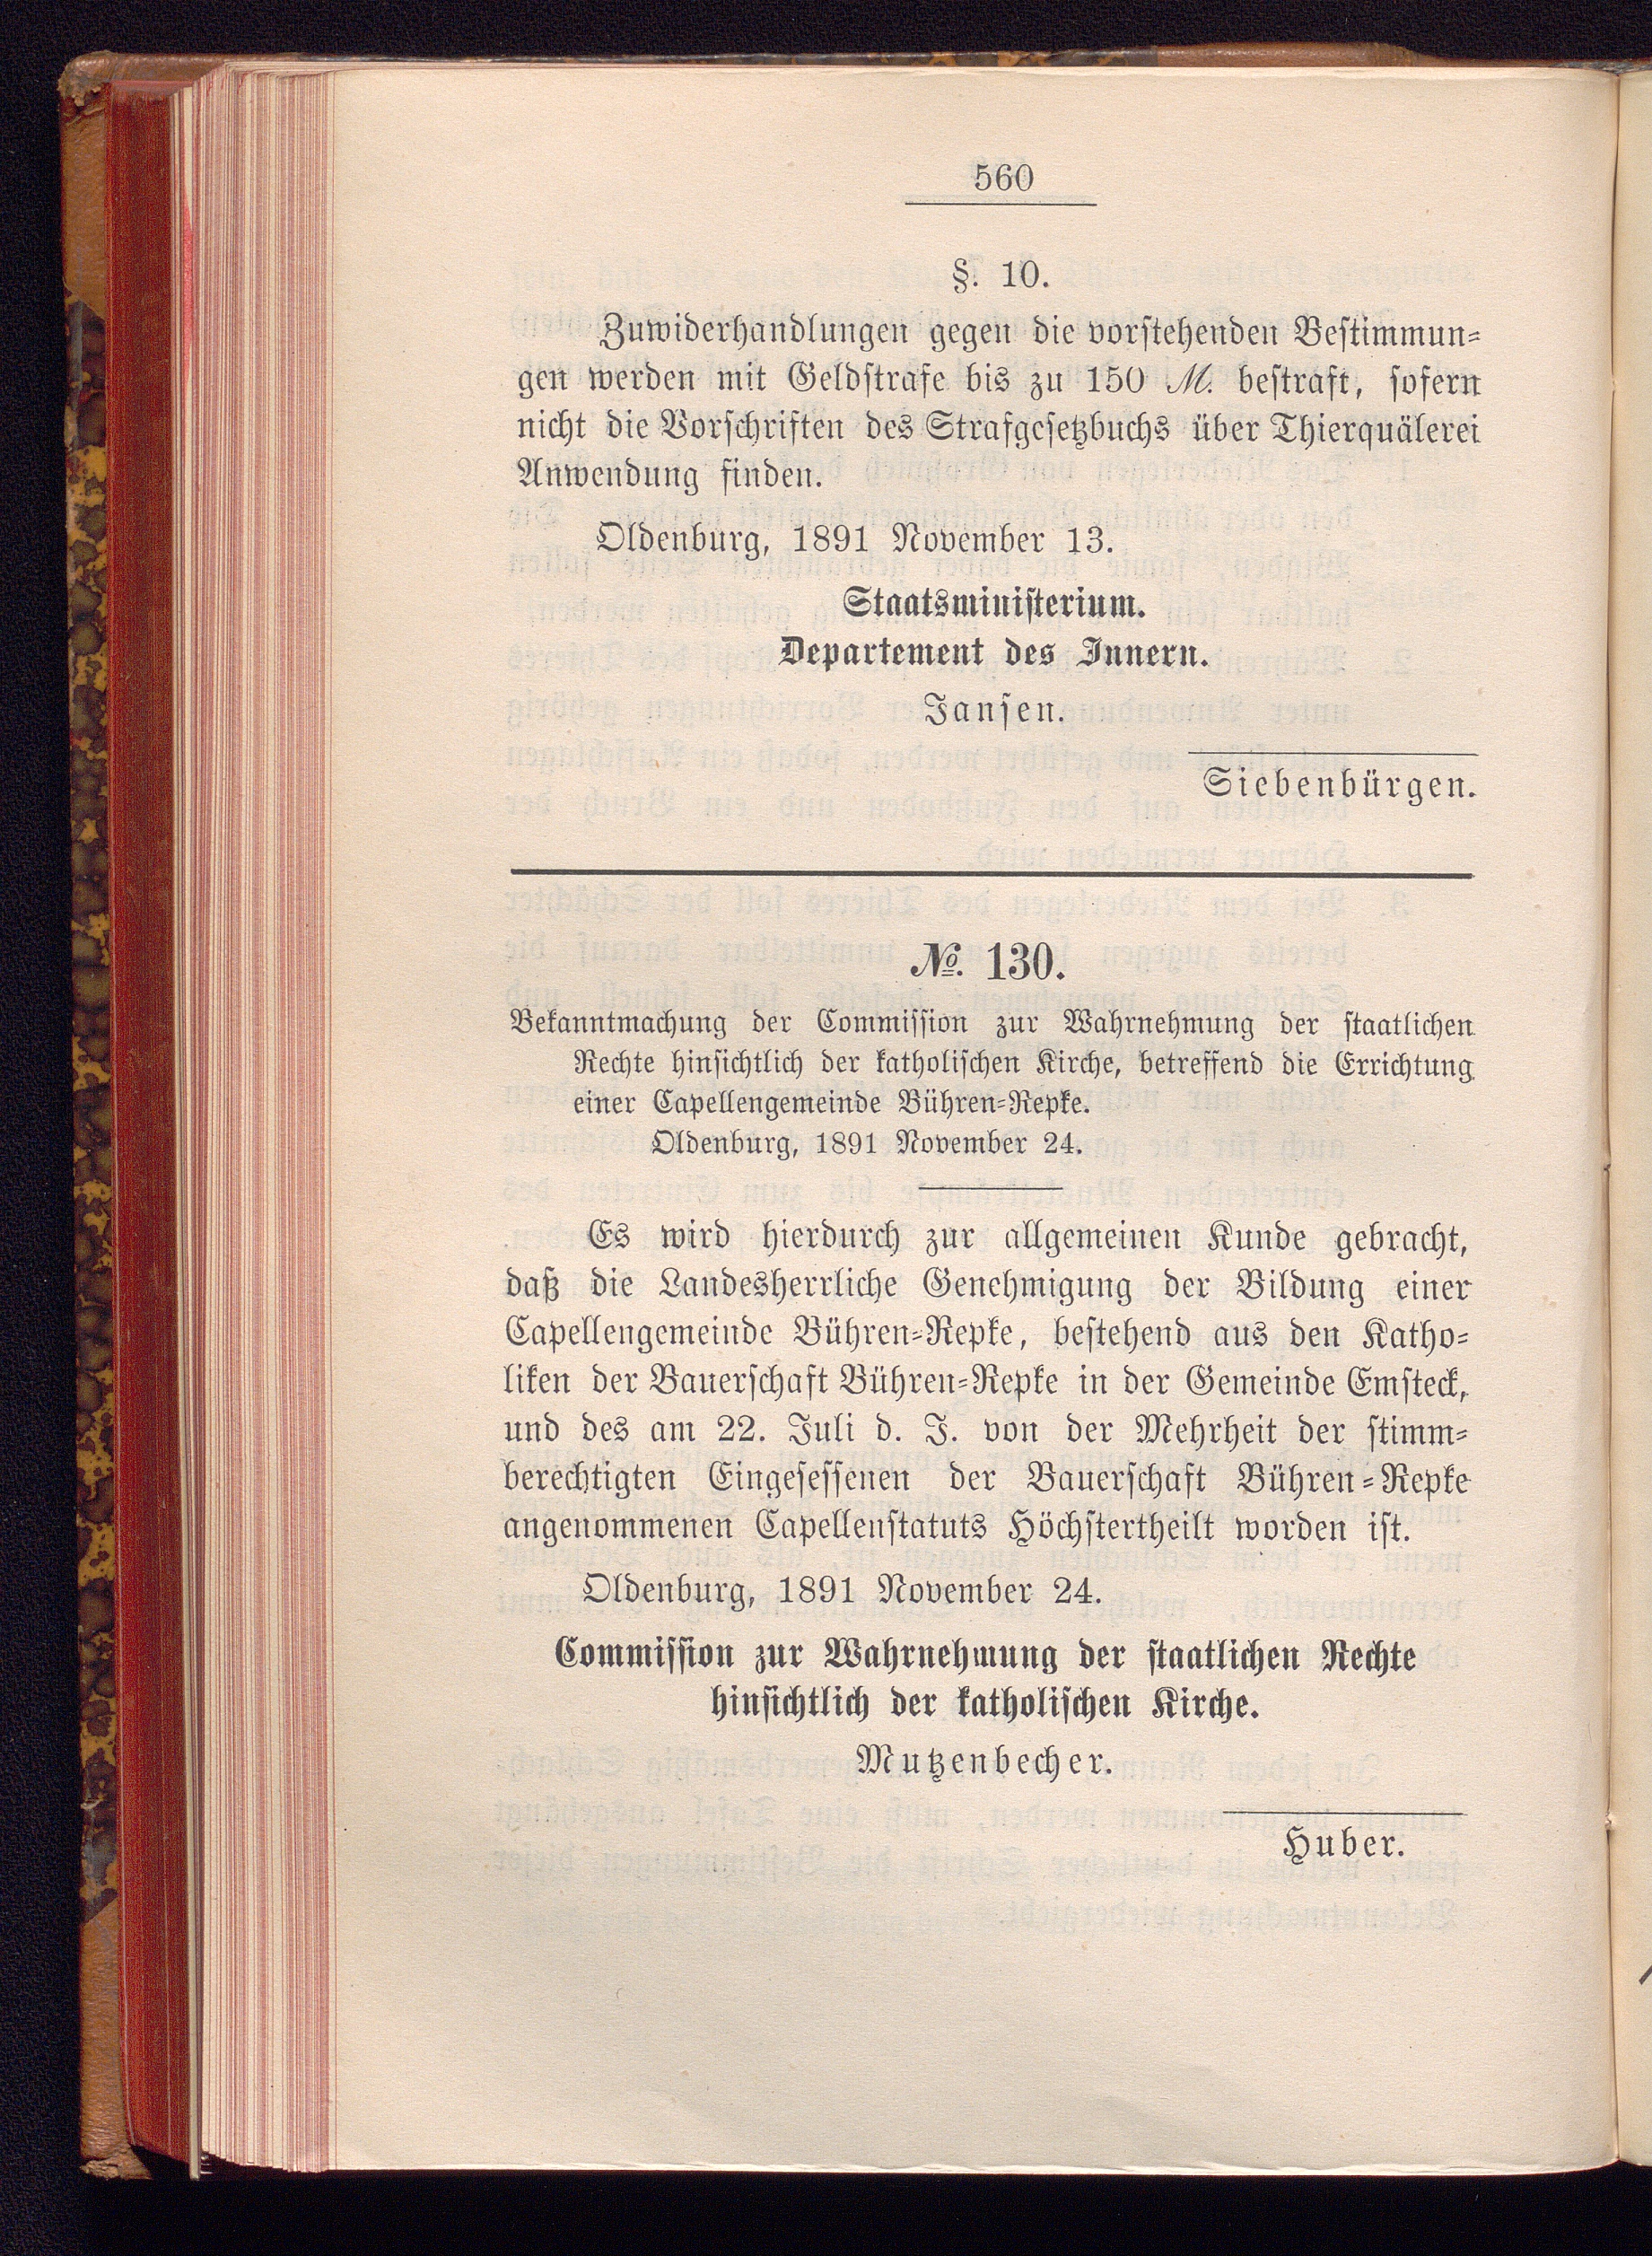 560
§. 10.
Zuwiderhandlungen gegen die vorstehenden Bestimmun-
gen werden mit Geldstrafe bis zu 150 M. bestraft, sofern
nicht die Vorschriften des Strafgesetzbuchs über Thierquälerei
Anwendung finden.
Oldenburg, 1891 November 13.
Staatsministerium.
Departement des Innern.
Jansen.
Siebenbürgen.
№. 130.
Bekanntmachung der Commission zur Wahrnehmung der staatlichen
Rechte hinsichtlich der katholischen Kirche, betreffend die Errichtung
einer Capellengemeinde Bühren-Repke.
Oldenburg, 1891 November 24.
Es wird hierdurch zur allgemeinen Kunde gebracht,
daß die Landesherrliche Genehmigung der Bildung einer
Capellengemeinde Bühren-Repke, bestehend aus den Katho-
liken der Bauerschaft Bühren-Repke in der Gemeinde Emsteck,
und des am 22. Juli d. J. von der Mehrheit der stimm-
berechtigten Eingesessenen der Bauerschaft Bühren-Repke
angenommenen Capellenstatuts Höchstertheilt worden ist.
Oldenburg, 1891 November 24.
Commission zur Wahrnehmung der staatlichen Rechte
hinsichtlich der katholischen Kirche.
Mutzenbecher.
Huber.